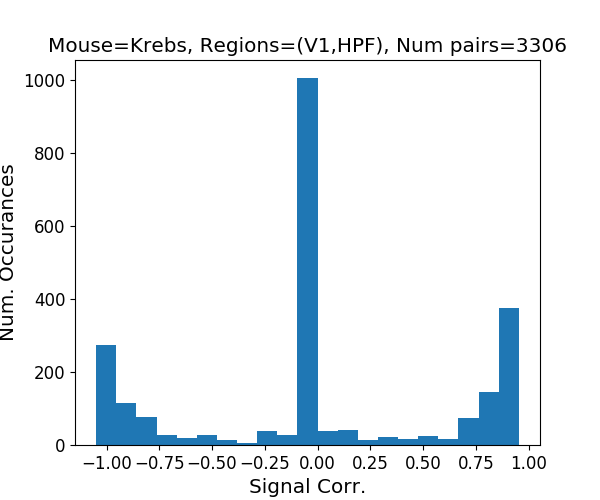 Mouse=Krebs, Regions=(V1,HPF), Num pairs=3306
1000
800
600
400
200
0
Num. Occurances
−1.00 −0.75 −0.50 −0.25 0.00 0.25 0.50 0.75 1.00
Signal Corr.